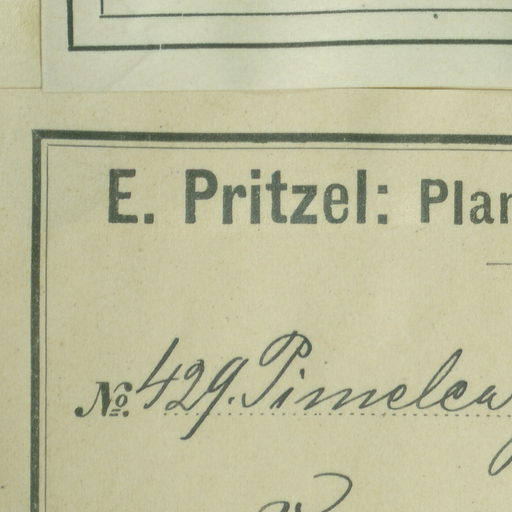 E. Pritzel: Plan
No. 429. Pimelea